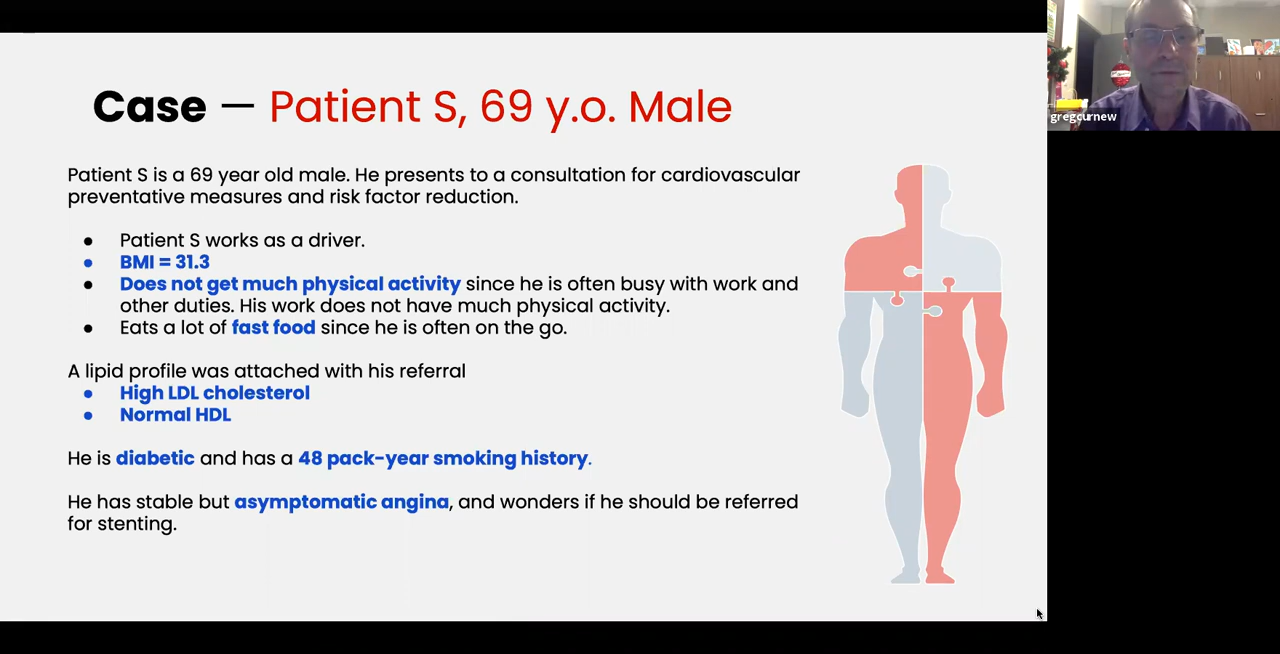 Case — Patient S, 69 y.o. Male
Patient S is a 69 year old male. He presents to a consultation for cardiovascular
preventative measures and risk factor reduction.
● Patient S works as a driver.
● BMI = 31.3
● Does not get much physical activity since he is often busy with work and
other duties. His work does not have much physical activity.
● Eats a lot of fast food since he is often on the go.
A lipid profile was attached with his referral
● High LDL cholesterol
● Normal HDL
He is diabetic and has a 48 pack-year smoking history.
He has stable but asymptomatic angina, and wonders if he should be referred
for stenting.
gregcurnew